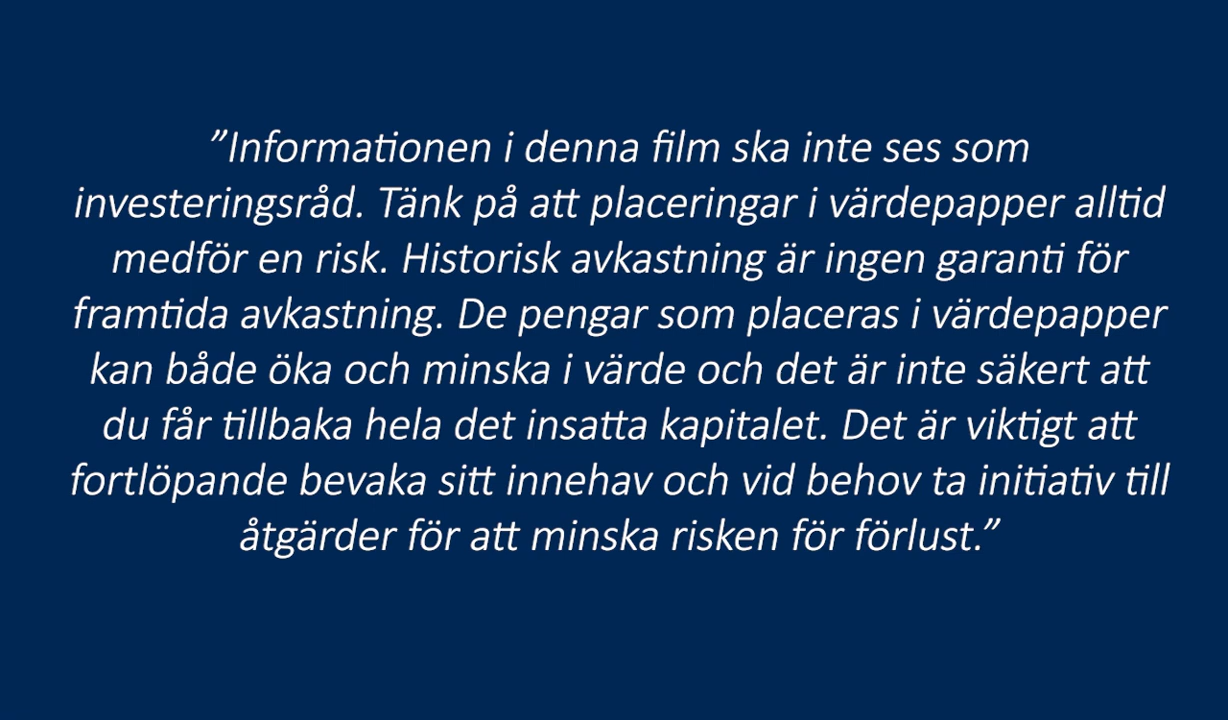 ”Informationen i denna film ska inte ses som
investeringsråd. Tänk på att placeringar i värdepapper alltid
medför en risk. Historisk avkastning är ingen garanti för
framtida avkastning. De pengar som placeras i värdepapper
kan både öka och minska i värde och det är inte säkert att
du får tillbaka hela det insatta kapitalet. Det är viktigt att
fortlöpande bevaka sitt innehav och vid behov ta initiativ till
åtgärder för att minska risken för förlust.”